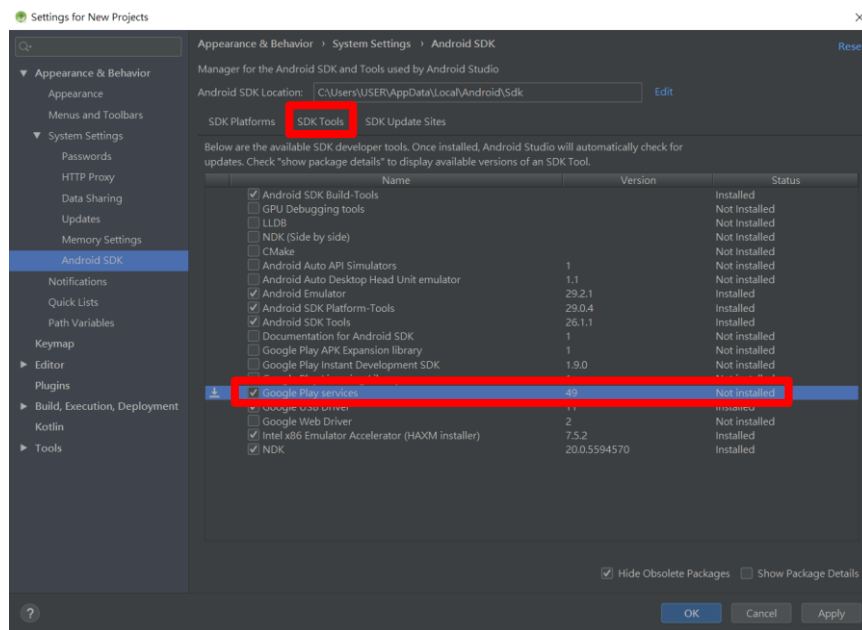 Settings for New Projects
Appearance & Behavior › System Settings › Android SDK
Rese
Manager for the Android SDK and Tools used by Android Studio
Android SDK Location: C:\Users\USER\AppData\Local\Android\Sdk Edit
SDK Platforms SDK Tools SDK Update Sites
Below are the available SDK developer tools. Once installed, Android Studio will automatically check for
updates. Check "show package details" to display available versions of an SDK Tool.
Appearance & Behavior
Appearance
Menus and Toolbars
System Settings
Passwords
HTTP Proxy
Data Sharing
Updates
Memory Settings
Android SDK
Notifications
Quick Lists
Path Variables
Keymap
Editor
Plugins
Build, Execution, Deployment
Kotlin
Tools
Name Version Status
Android SDK Build-Tools Installed
GPU Debugging tools Not Installed
LLDB Not Installed
NDK (Side by side) Not Installed
CMake Not Installed
Android Auto API Simulators 1 Not installed
Android Auto Desktop Head Unit emulator 1.1 Not installed
Android Emulator 29.2.1 Installed
Android SDK Platform-Tools 29.0.4 Installed
Android SDK Tools 26.1.1 Installed
Documentation for Android SDK 1 Not installed
Google Play APK Expansion library 1 Not installed
Google Play Instant Development SDK 1.9.0 Not installed
Google Play services 49 Not installed
Google USB Driver 11 Installed
Google Web Driver 2 Not installed
Intel x86 Emulator Accelerator (HAXM installer) 7.5.2 Installed
NDK 20.0.5594570 Installed
Hide Obsolete Packages Show Package Details
? OK Cancel Apply